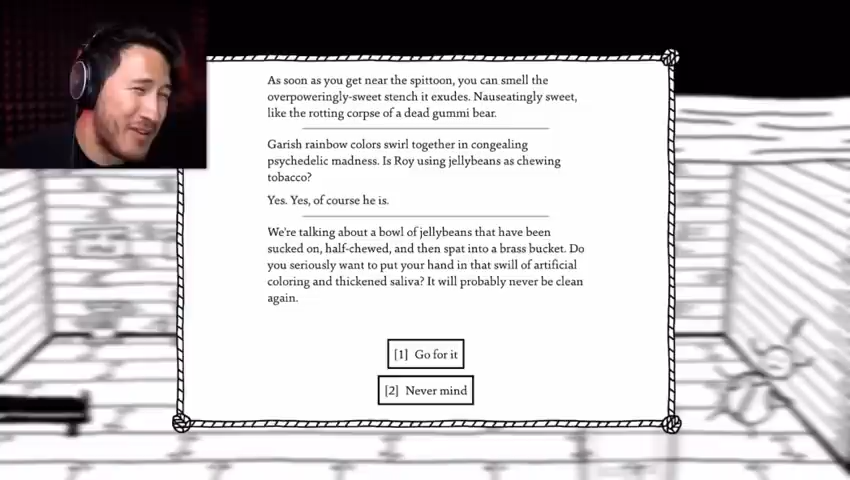 As soon as you get near the spittoon, you can smell the
overpoweringly-sweet stench it exudes. Nauseatingly sweet,
like the rotting corpse of a dead gummi bear.
Garish rainbow colors swirl together in congealing
psychedelic madness. Is Roy using jellybeans as chewing
tobacco?
Yes. Yes, of course he is.
We're talking about a bowl of jellybeans that have been
sucked on, half-chewed, and then spat into a brass bucket. Do
you seriously want to put your hand in that swill of artificial
coloring and thickened saliva? It will probably never be clean
again.
[1] Go for it
[2] Never mind